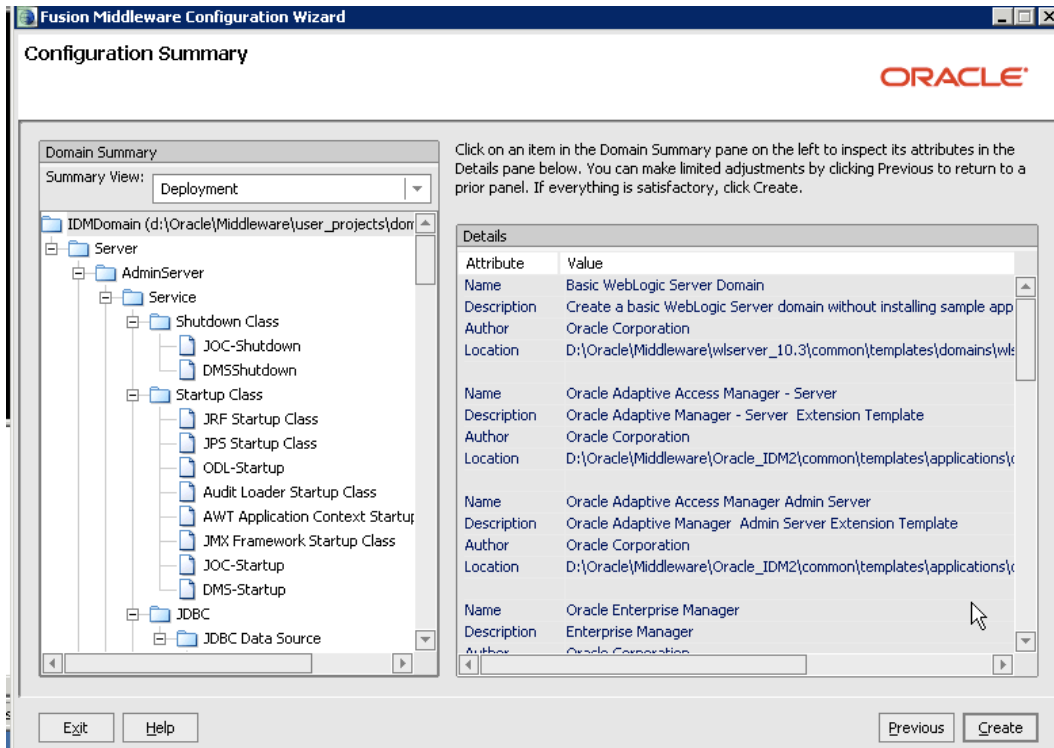 Fusion Middleware Configuration Wizard
Configuration Summary
ORACLE
Domain Summary
Summary View:
Deployment
IDMDomain (d:\Oracle\Middleware\user_projects\dom
Server
AdminServer
Service
Shutdown Class
JOC-Shutdown
DMSShutdown
Startup Class
JRF Startup Class
JPS Startup Class
ODL-Startup
Audit Loader Startup Class
AWT Application Context Startup
JMX Framework Startup Class
JOC-Startup
DMS-Startup
JDBC
JDBC Data Source
Click on an item in the Domain Summary pane on the left to inspect its attributes in the
Details pane below. You can make limited adjustments by clicking Previous to return to a
prior panel. If everything is satisfactory, click Create.
Details
Attribute Value
Name Basic WebLogic Server Domain
Description Create a basic WebLogic Server domain without installing sample app
Author Oracle Corporation
Location D:\Oracle\Middleware\wlserver_10.3\common\templates\domains\wls
Name Oracle Adaptive Access Manager - Server
Description Oracle Adaptive Manager - Server Extension Template
Author Oracle Corporation
Location D:\Oracle\Middleware\Oracle_IDM2\common\templates\applications\
Name Oracle Adaptive Access Manager Admin Server
Description Oracle Adaptive Manager Admin Server Extension Template
Author Oracle Corporation
Location D:\Oracle\Middleware\Oracle_IDM2\common\templates\applications\
Name Oracle Enterprise Manager
Description Enterprise Manager
Author Oracle Corporation
Exit Help Previous Create